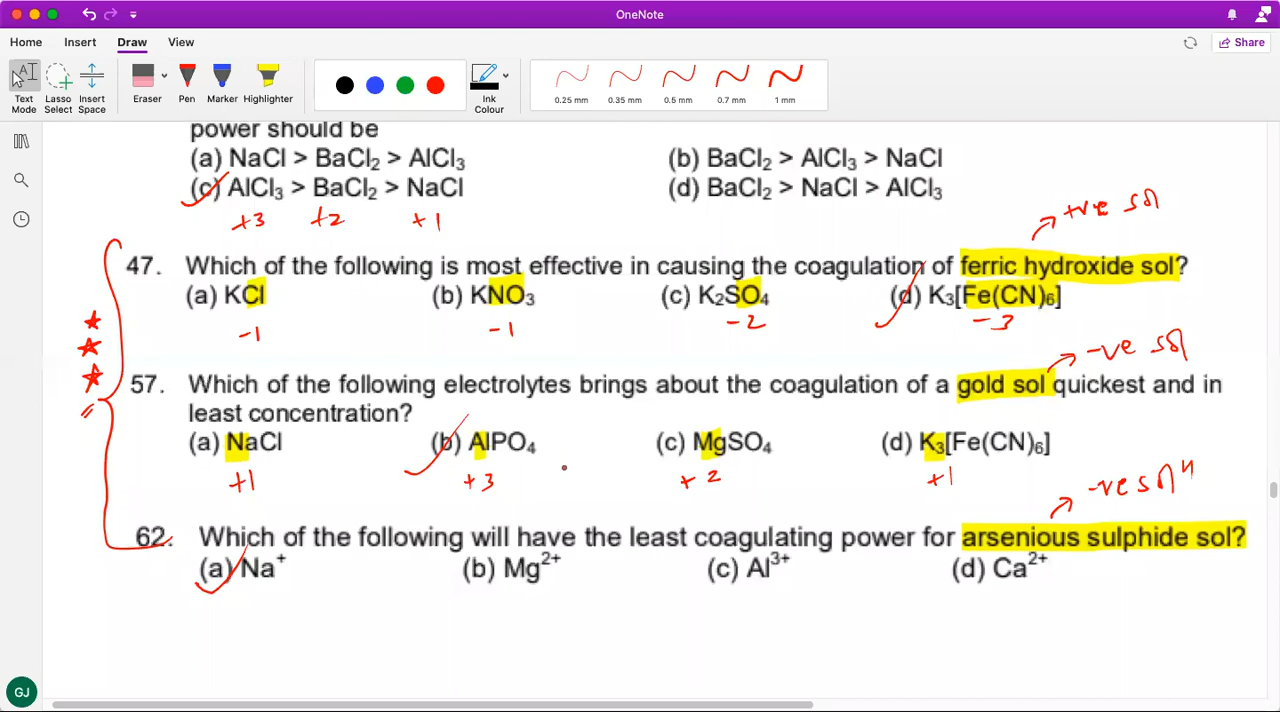 OneNote
Home Insert Draw View
Share
Text Mode
Lasso Select
Insert Space
Eraser
Pen
Marker
Highlighter
Ink Colour
0.25 mm 0.35 mm 0.5 mm 0.7 mm 1 mm
power should be
(a) NaCl > BaCl₂ > AlCl₃ (b) BaCl₂ > AlCl₃ > NaCl
(c) AlCl₃ > BaCl₂ > NaCl (d) BaCl₂ > NaCl > AlCl₃
+3 +2 +1
+ve sol
47. Which of the following is most effective in causing the coagulation of ferric hydroxide sol?
(a) KCl (b) KNO₃ (c) K₂SO₄ (d) K₃[Fe(CN)₆]
-1 -1 -2 -3
-ve sol
57. Which of the following electrolytes brings about the coagulation of a gold sol quickest and in
least concentration?
(a) NaCl (b) AlPO₄ (c) MgSO₄ (d) K₃[Fe(CN)₆]
+1 +3 +2 +1
-ve sol"
62. Which of the following will have the least coagulating power for arsenious sulphide sol?
(a) Na⁺ (b) Mg²⁺ (c) Al³⁺ (d) Ca²⁺
GJ